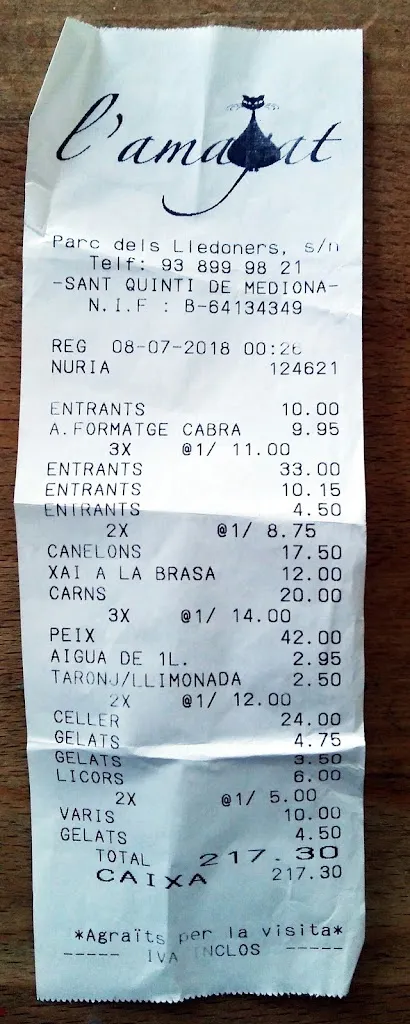 l'amagat
Parc dels Lledoners, s/n
Telf: 93 899 98 21
-SANT QUINTI DE MEDIONA-
N.I.F : B-64134349
REG 08-07-2018 00:26
NURIA 124621
ENTRANTS 10.00
A.FORMATGE CABRA 9.95
3X @1/ 11.00
ENTRANTS 33.00
ENTRANTS 10.15
ENTRANTS 4.50
2X @1/ 8.75
CANELONS 17.50
XAI A LA BRASA 12.00
CARNS 20.00
3X @1/ 14.00
PEIX 42.00
AIGUA DE 1L. 2.95
TARONJ/LLIMONADA 2.50
2X @1/ 12.00
CELLER 24.00
GELATS 4.75
GELATS 3.50
LICORS 6.00
2X @1/ 5.00
VARIS 10.00
GELATS 4.50
TOTAL 217.30
CAIXA 217.30
*Agraïts per la visita*
----- IVA INCLOS -----